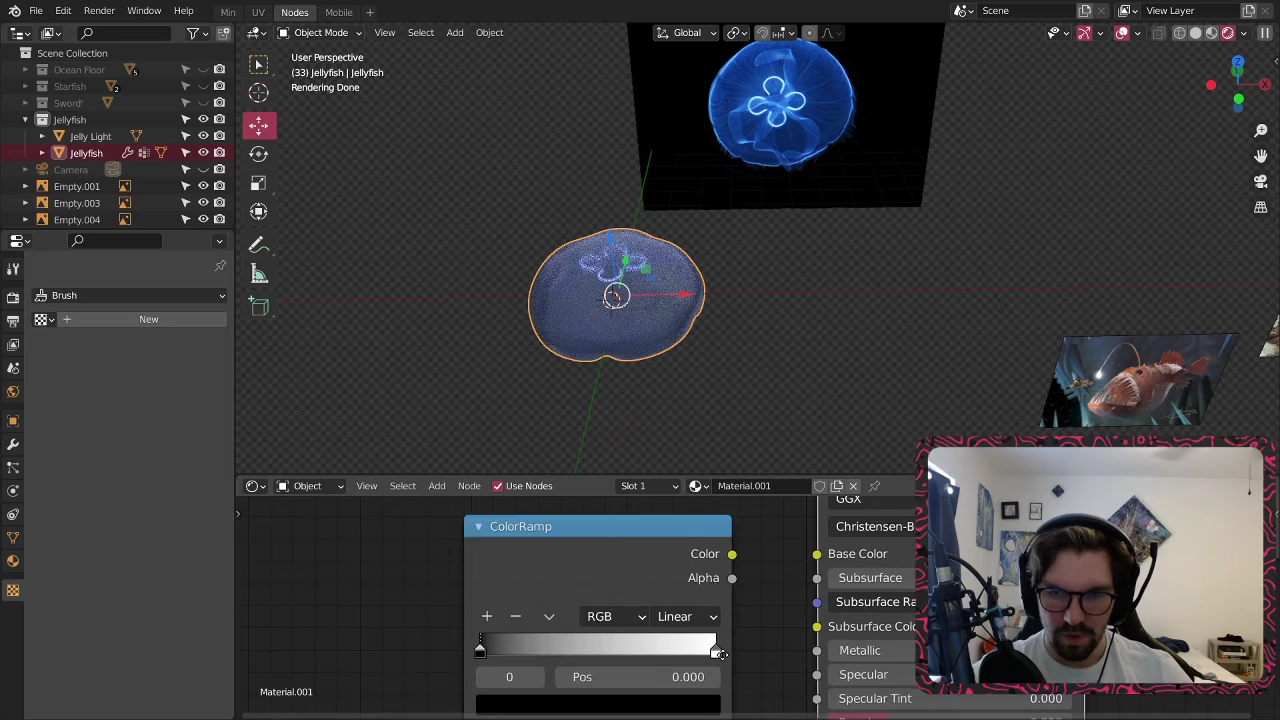 File Edit Render Window Help Min UV Nodes Mobile + Scene View Layer
Object Mode View Select Add Object Global
Scene Collection
Ocean Floor 5
Starfish 2
Sword'
Jellyfish
Jelly Light
Jellyfish
Camera
Empty.001
Empty.003
Empty.004
User Perspective
(33) Jellyfish | Jellyfish
Rendering Done
Z
Y
X
Brush
+ New
Object View Select Add Node Use Nodes Slot 1 Material.001
ColorRamp
Color
Alpha
+ − RGB Linear
0 Pos 0.000
Material.001
GGX
Christensen-B
Base Color
Subsurface
Subsurface Ra
Subsurface Colo
Metallic
Specular
Specular Tint 0.000